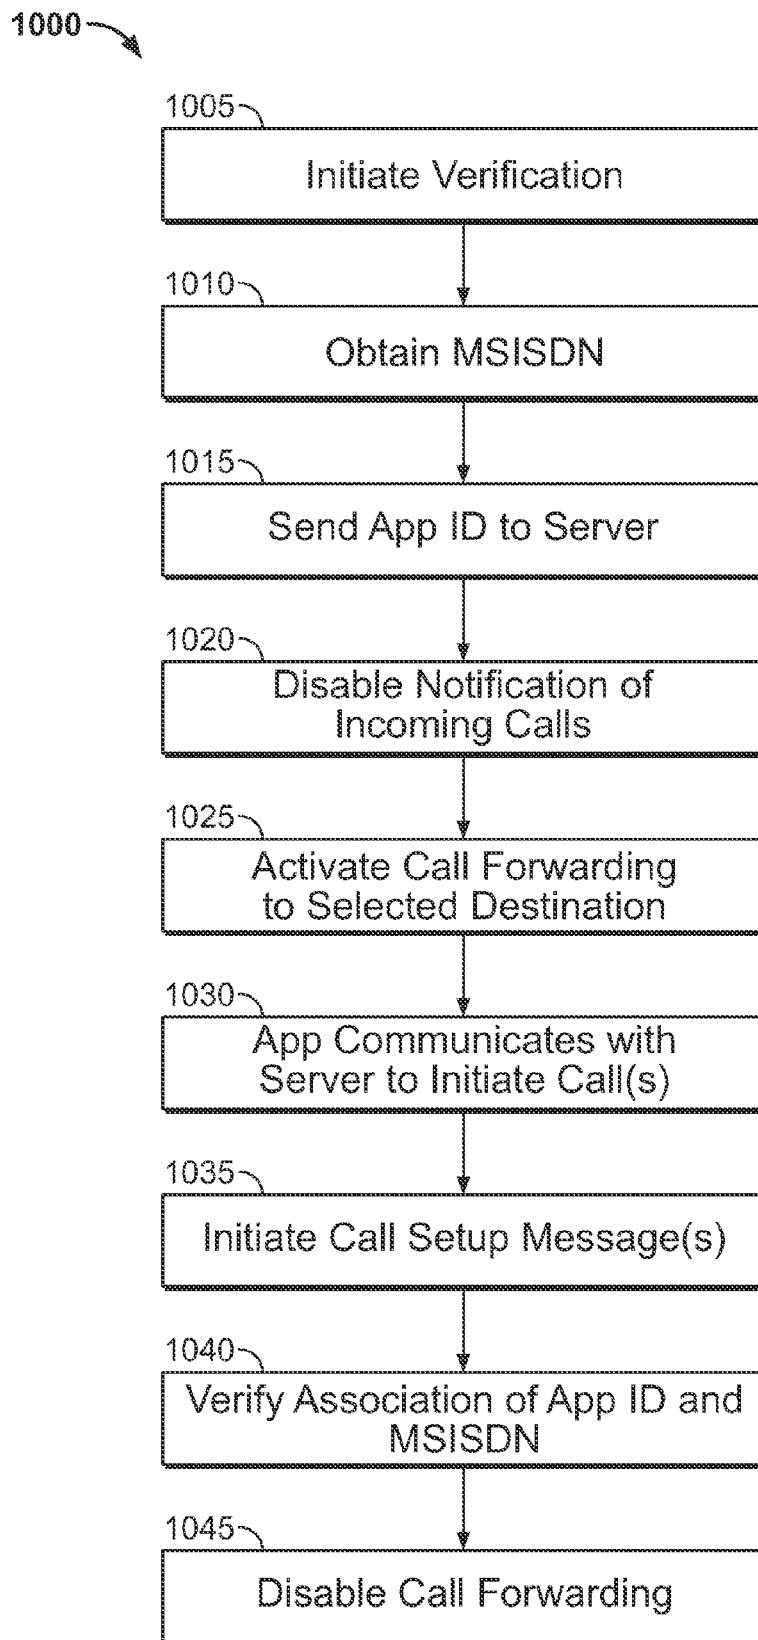 1000
1005
Initiate Verification
1010
Obtain MSISDN
1015
Send App ID to Server
1020
Disable Notification of
Incoming Calls
1025
Activate Call Forwarding
to Selected Destination
1030
App Communicates with
Server to Initiate Call(s)
1035
Initiate Call Setup Message(s)
1040
Verify Association of App ID and
MSISDN
1045
Disable Call Forwarding